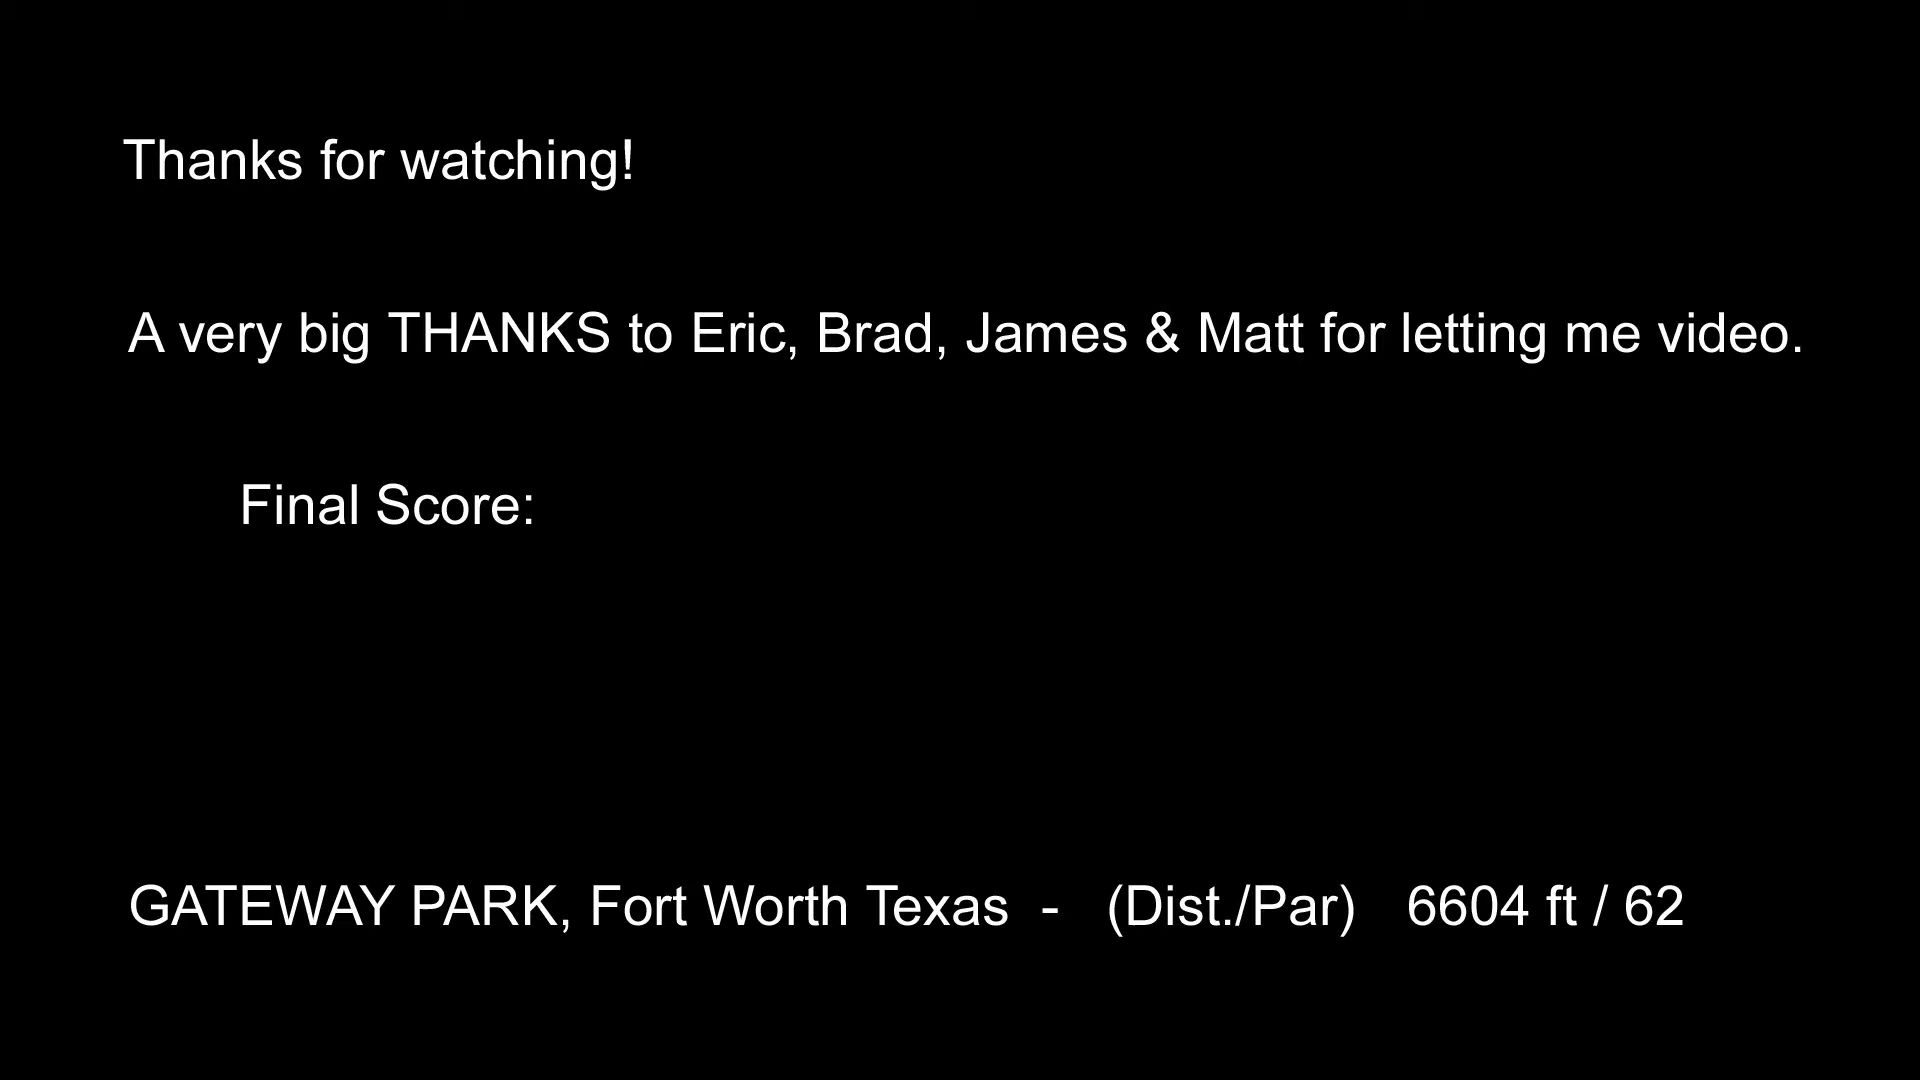 Thanks for watching!
A very big THANKS to Eric, Brad, James & Matt for letting me video.
Final Score:
GATEWAY PARK, Fort Worth Texas - (Dist./Par) 6604 ft / 62